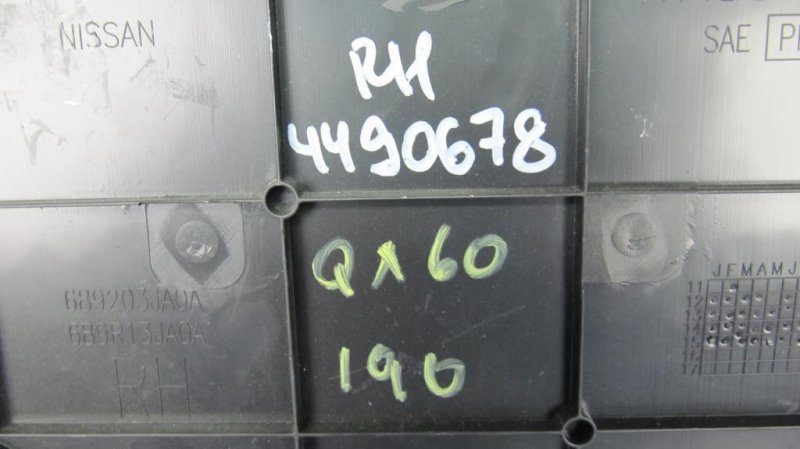 NISSAN
RH
4490678
SAE
QX60
190
689203JA0A
689R13JA0A
RH
JFMAMJ
11
12
13
14
15
16
17